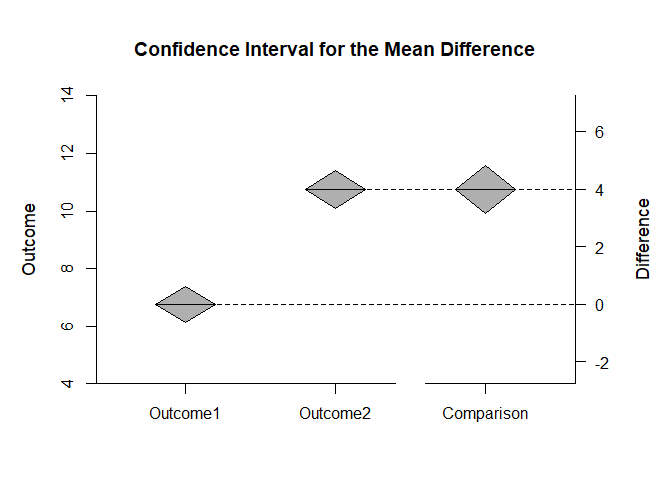 Confidence Interval for the Mean Difference
Outcome
14
12
10
8
6
4
6
4
2
0
-2
Difference
Outcome1
Outcome2
Comparison